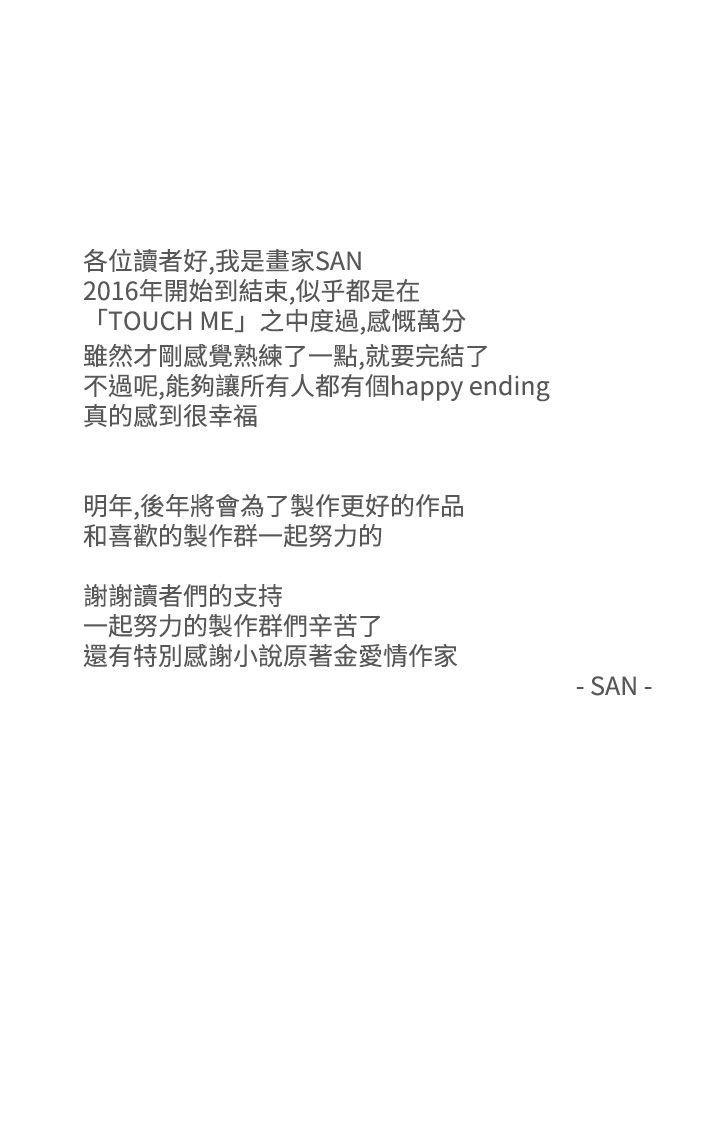 各位讀者好,我是畫家SAN
2016年開始到結束,似乎都是在
「TOUCH ME」之中度過,感慨萬分
雖然才剛感覺熟練了一點,就要完結了
不過呢,能夠讓所有人都有個happy ending
真的感到很幸福
明年,後年將會為了製作更好的作品
和喜歡的製作群一起努力的
謝謝讀者們的支持
一起努力的製作群們辛苦了
還有特別感謝小說原著金愛情作家
- SAN -